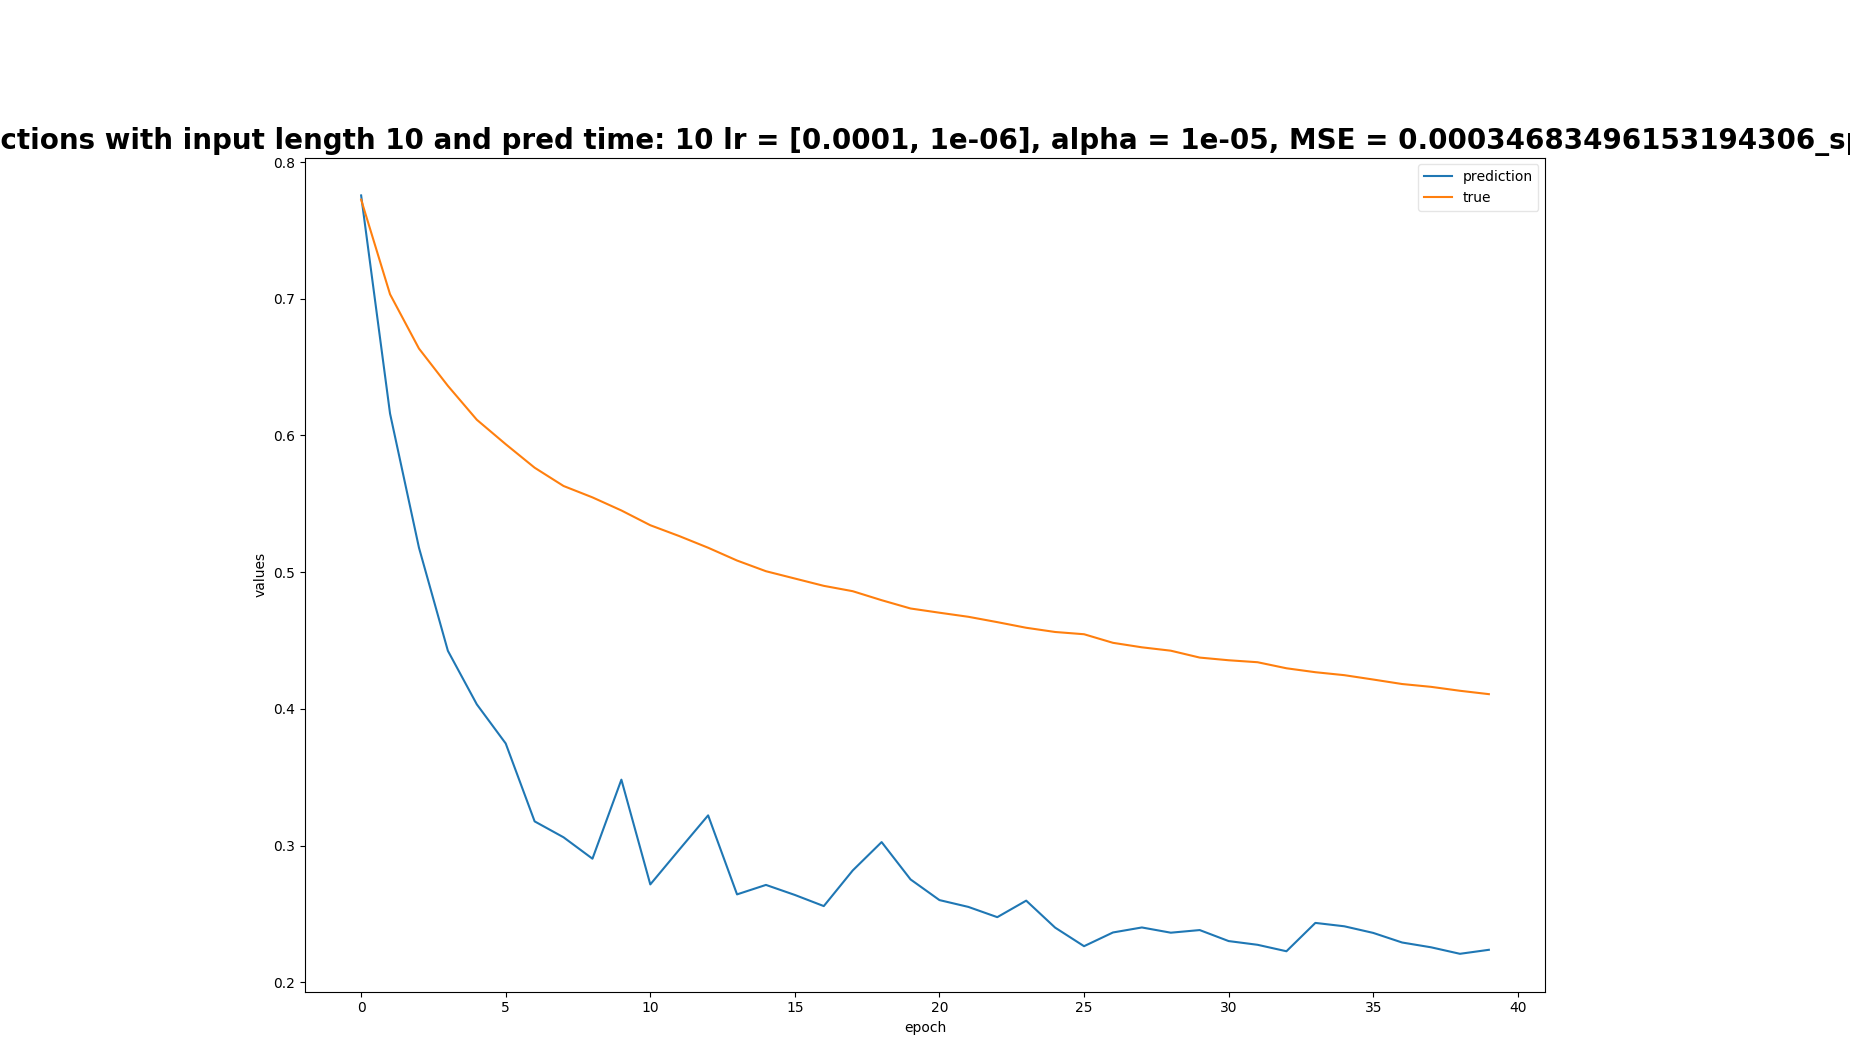 ctions with input length 10 and pred time: 10 lr = [0.0001, 1e-06], alpha = 1e-05, MSE = 0.00034683496153194306_sp
prediction
true
0.8
0.7
0.6
0.5
0.4
0.3
0.2
values
0 5 10 15 20 25 30 35 40
epoch